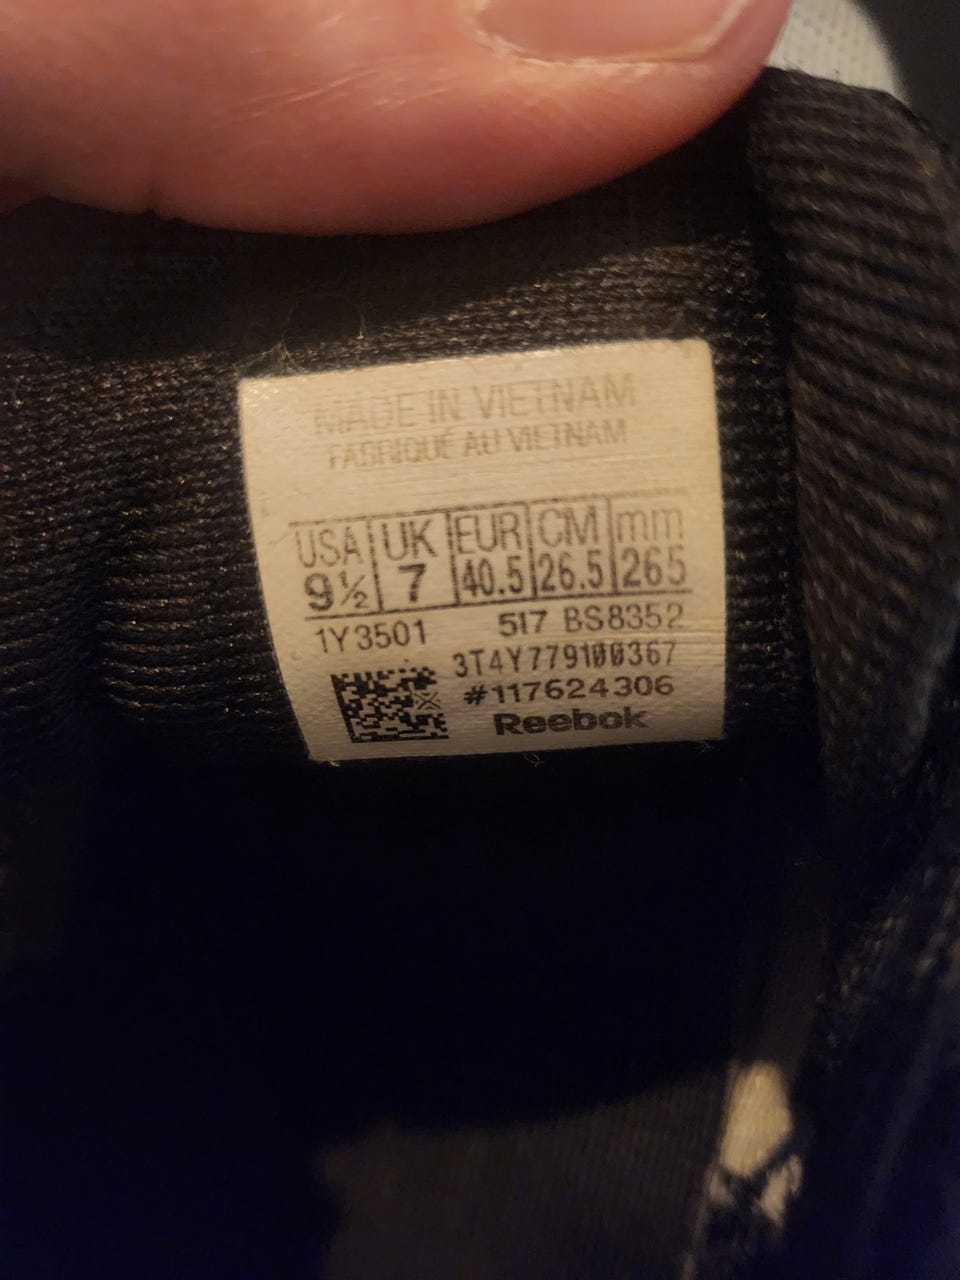 MADE IN VIETNAM
FABRIQUÉ AU VIETNAM
USA UK EUR CM mm
9½ 7 40.5 26.5 265
1Y3501 517 BS8352
3T4Y779100367
#117624306
Reebok